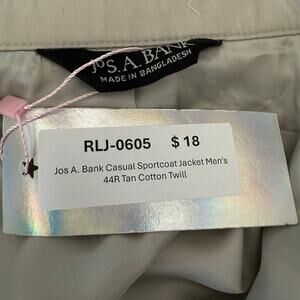 JOS. A. BANK
MADE IN BANGLADESH
RLJ-0605 $ 18
Jos A. Bank Casual Sportcoat Jacket Men's
44R Tan Cotton Twill